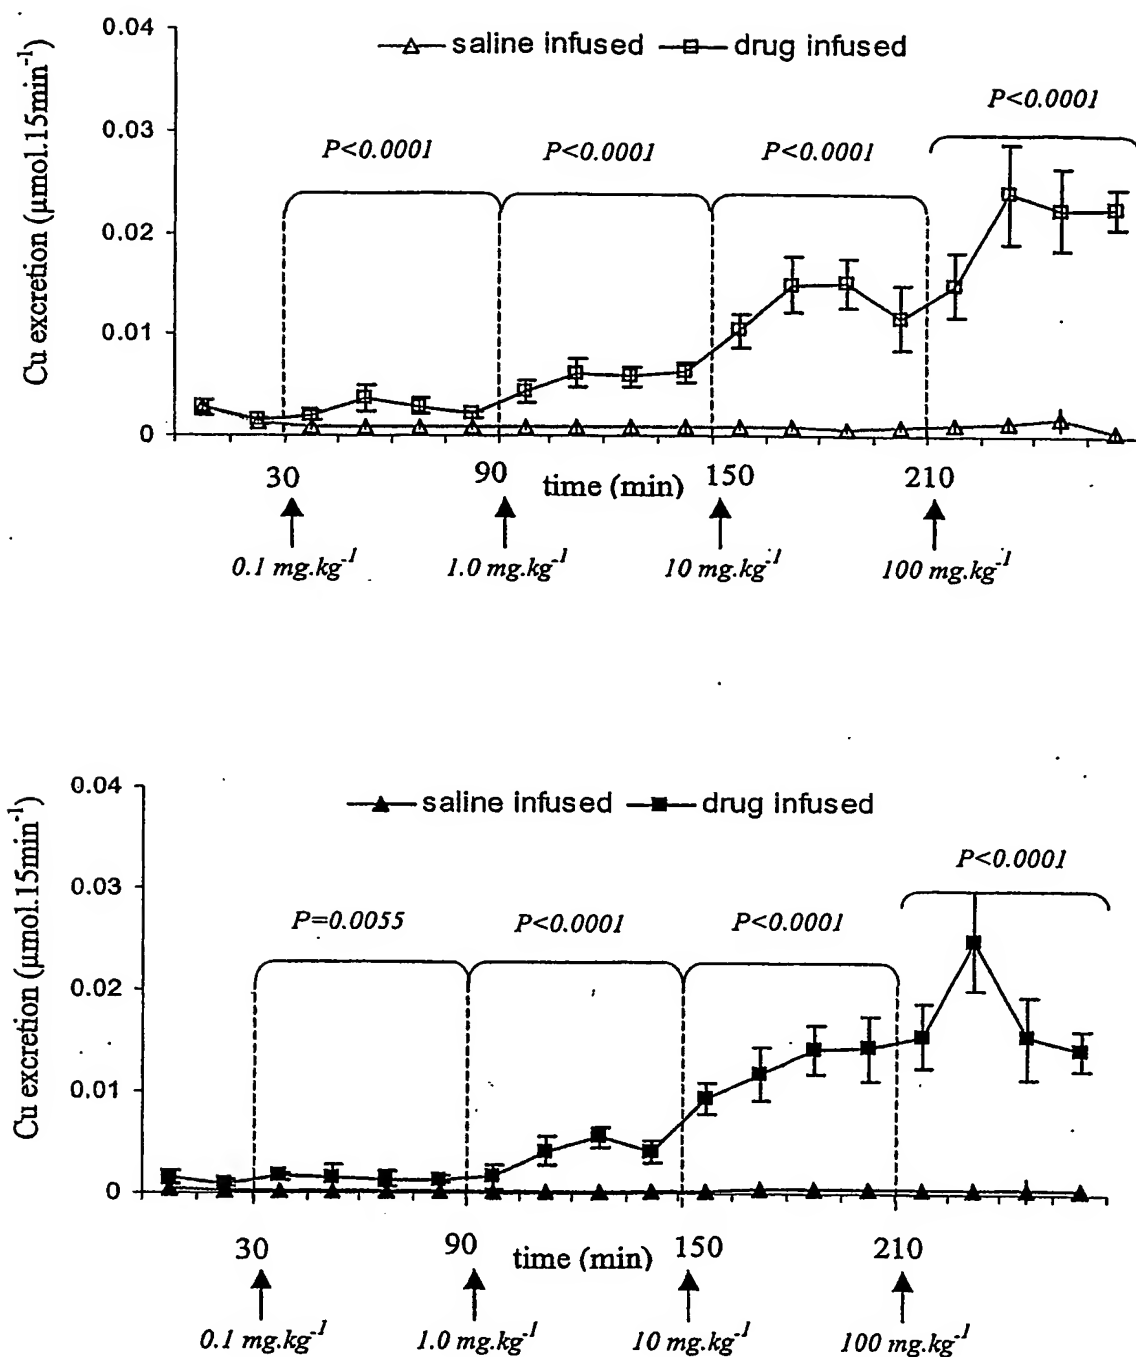 0.04
saline infused drug infused
P<0.0001
0.03
P<0.0001 P<0.0001 P<0.0001
0.02
0.01
0
Cu excretion (µmol.15min⁻¹)
30 90 time (min) 150 210
0.1 mg.kg⁻¹ 1.0 mg.kg⁻¹ 10 mg.kg⁻¹ 100 mg.kg⁻¹
0.04
saline infused drug infused
P<0.0001
0.03
P=0.0055 P<0.0001 P<0.0001
0.02
0.01
0
Cu excretion (µmol.15min⁻¹)
30 90 time (min) 150 210
0.1 mg.kg⁻¹ 1.0 mg.kg⁻¹ 10 mg.kg⁻¹ 100 mg.kg⁻¹